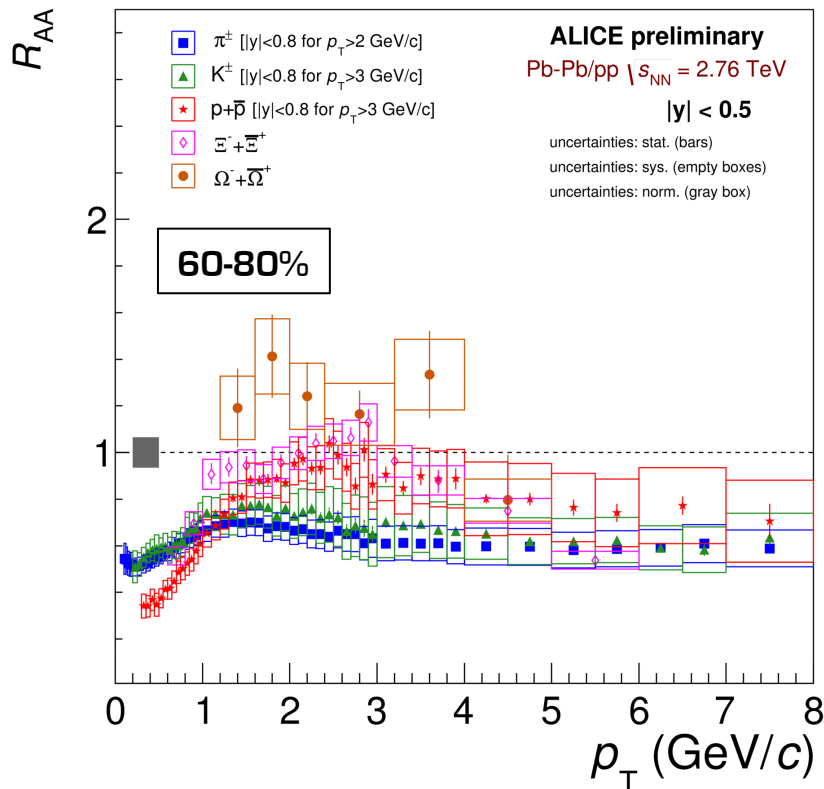 R_AA
π± [|y|<0.8 for p_T>2 GeV/c]
K± [|y|<0.8 for p_T>3 GeV/c]
p+p̅ [|y|<0.8 for p_T>3 GeV/c]
Ξ⁻+Ξ̅⁺
Ω⁻+Ω̅⁺
ALICE preliminary
Pb-Pb/pp √s_NN = 2.76 TeV
|y| < 0.5
uncertainties: stat. (bars)
uncertainties: sys. (empty boxes)
uncertainties: norm. (gray box)
2
60-80%
1
0 1 2 3 4 5 6 7 8
p_T (GeV/c)